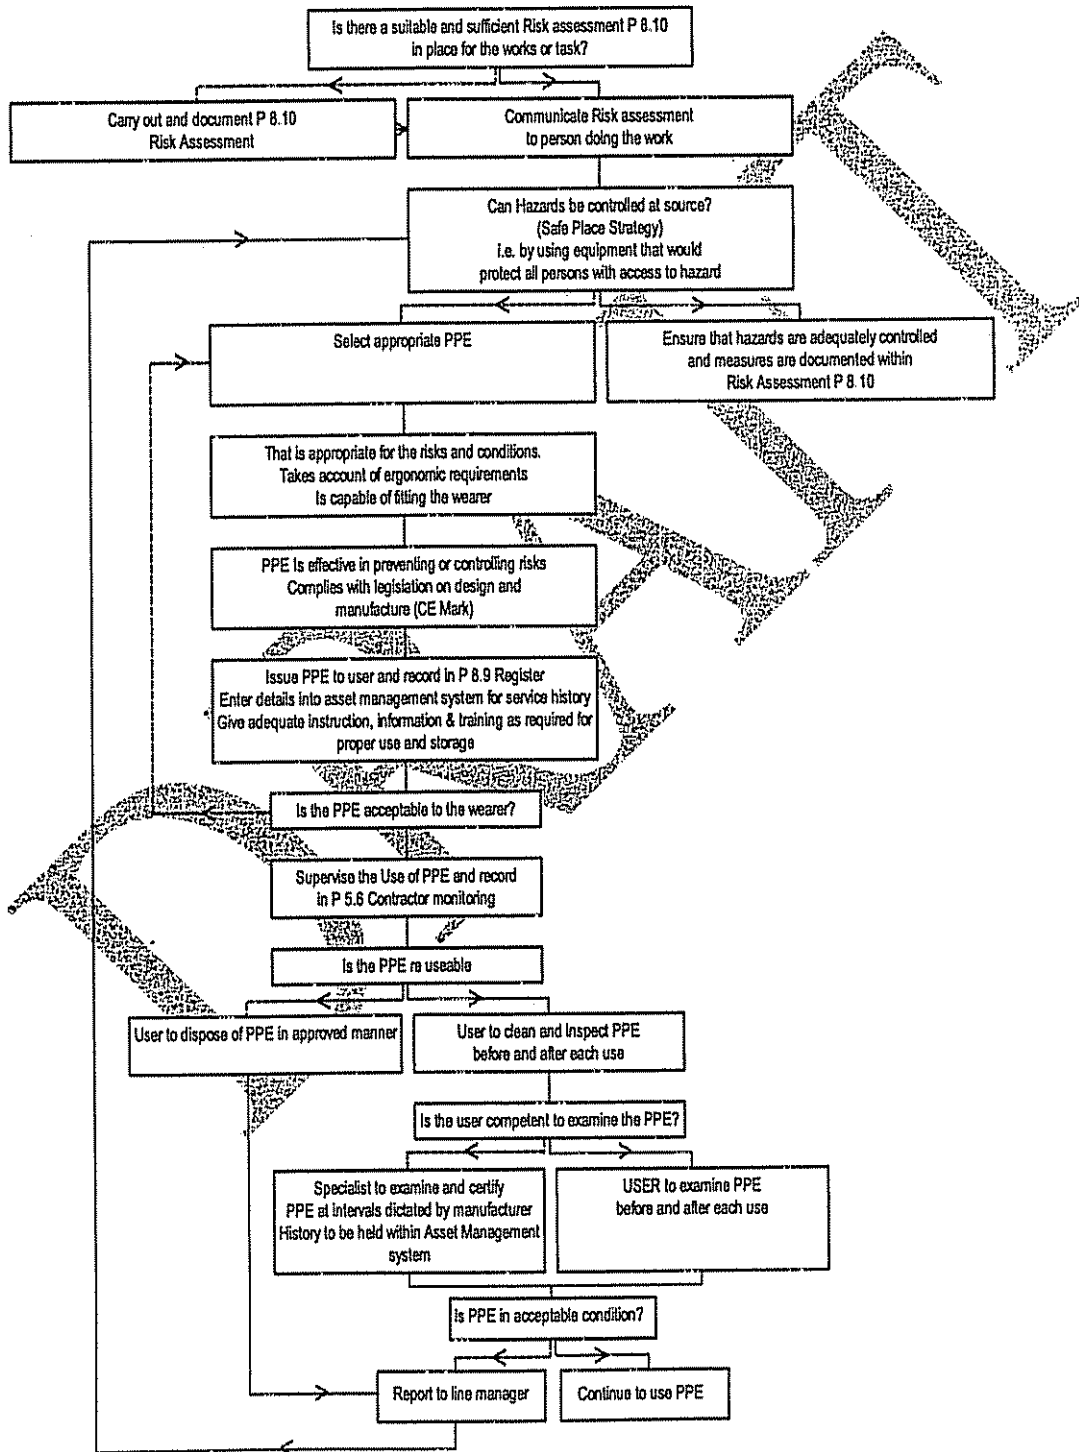 Is there a suitable and sufficient Risk assessment P 8.10
in place for the works or task?
Carry out and document P 8.10
Risk Assessment
Communicate Risk assessment
to person doing the work
Can Hazards be controlled at source?
(Safe Place Strategy)
i.e. by using equipment that would
protect all persons with access to hazard
Select appropriate PPE
Ensure that hazards are adequately controlled
and measures are documented within
Risk Assessment P 8.10
That is appropriate for the risks and conditions.
Takes account of ergonomic requirements
Is capable of fitting the wearer
PPE Is effective in preventing or controlling risks
Complies with legislation on design and
manufacture (CE Mark)
Issue PPE to user and record in P 8.9 Register
Enter details into asset management system for service history
Give adequate instruction, information & training as required for
proper use and storage
Is the PPE acceptable to the wearer?
Supervise the Use of PPE and record
in P 5.6 Contractor monitoring
Is the PPE re useable
User to dispose of PPE in approved manner
User to clean and Inspect PPE
before and after each use
Is the user competent to examine the PPE?
Specialist to examine and certify
PPE at intervals dictated by manufacturer
History to be held within Asset Management
system
USER to examine PPE
before and after each use
Is PPE in acceptable condition?
Report to line manager
Continue to use PPE